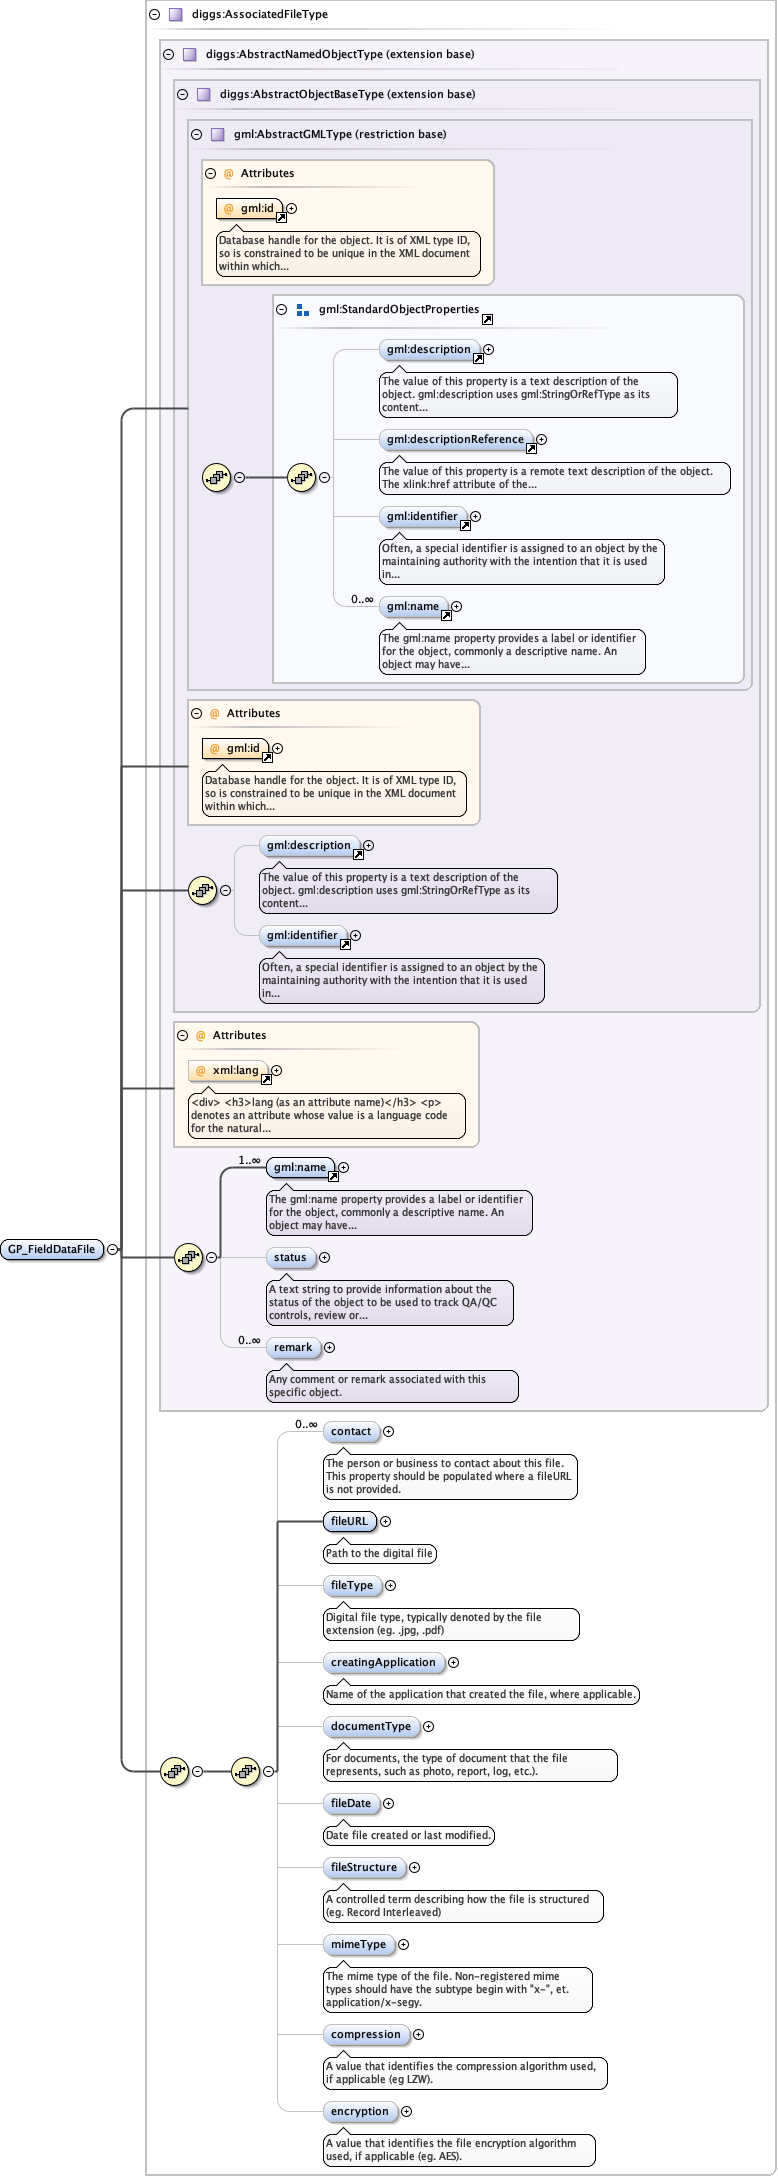 diggs:AssociatedFileType
diggs:AbstractNamedObjectType (extension base)
diggs:AbstractObjectBaseType (extension base)
gml:AbstractGMLType (restriction base)
@ Attributes
@ gml:id
Database handle for the object. It is of XML type ID,
so is constrained to be unique in the XML document
within which...
gml:StandardObjectProperties
gml:description
The value of this property is a text description of the
object. gml:description uses gml:StringOrRefType as its
content...
gml:descriptionReference
The value of this property is a remote text description of the object.
The xlink:href attribute of the...
gml:identifier
Often, a special identifier is assigned to an object by the
maintaining authority with the intention that it is used
in...
0..∞
gml:name
The gml:name property provides a label or identifier
for the object, commonly a descriptive name. An
object may have...
@ Attributes
@ gml:id
Database handle for the object. It is of XML type ID,
so is constrained to be unique in the XML document
within which...
gml:description
The value of this property is a text description of the
object. gml:description uses gml:StringOrRefType as its
content...
gml:identifier
Often, a special identifier is assigned to an object by the
maintaining authority with the intention that it is used
in...
@ Attributes
@ xml:lang
<div> <h3>lang (as an attribute name)</h3> <p>
denotes an attribute whose value is a language code
for the natural...
1..∞
gml:name
The gml:name property provides a label or identifier
for the object, commonly a descriptive name. An
object may have...
GP_FieldDataFile
status
A text string to provide information about the
status of the object to be used to track QA/QC
controls, review or...
0..∞
remark
Any comment or remark associated with this
specific object.
0..∞
contact
The person or business to contact about this file.
This property should be populated where a fileURL
is not provided.
fileURL
Path to the digital file
fileType
Digital file type, typically denoted by the file
extension (eg. .jpg, .pdf)
creatingApplication
Name of the application that created the file, where applicable.
documentType
For documents, the type of document that the file
represents, such as photo, report, log, etc.).
fileDate
Date file created or last modified.
fileStructure
A controlled term describing how the file is structured
(eg. Record Interleaved)
mimeType
The mime type of the file. Non-registered mime
types should have the subtype begin with "x-", et.
application/x-segy.
compression
A value that identifies the compression algorithm used,
if applicable (eg LZW).
encryption
A value that identifies the file encryption algorithm
used, if applicable (eg. AES).